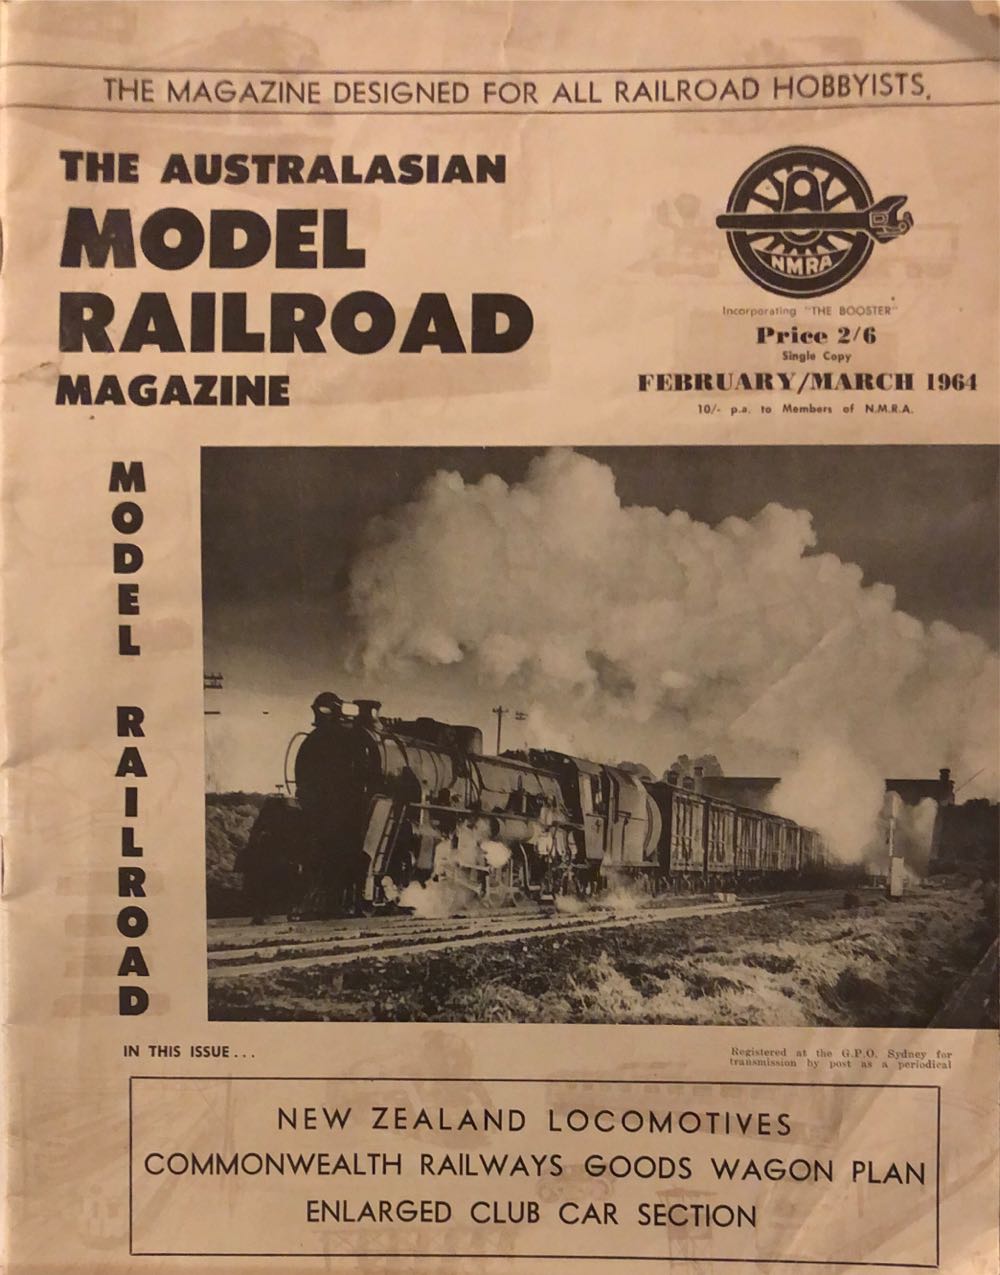 THE MAGAZINE DESIGNED FOR ALL RAILROAD HOBBYISTS.
THE AUSTRALASIAN
MODEL
RAILROAD
MAGAZINE
NMRA
Incorporating "THE BOOSTER"
Price 2/6
Single Copy
FEBRUARY/MARCH 1964
10/- p.a. to Members of N.M.R.A.
MODEL RAILROAD
IN THIS ISSUE...
Registered at the G.P.O. Sydney for
transmission by post as a periodical
NEW ZEALAND LOCOMOTIVES
COMMONWEALTH RAILWAYS GOODS WAGON PLAN
ENLARGED CLUB CAR SECTION